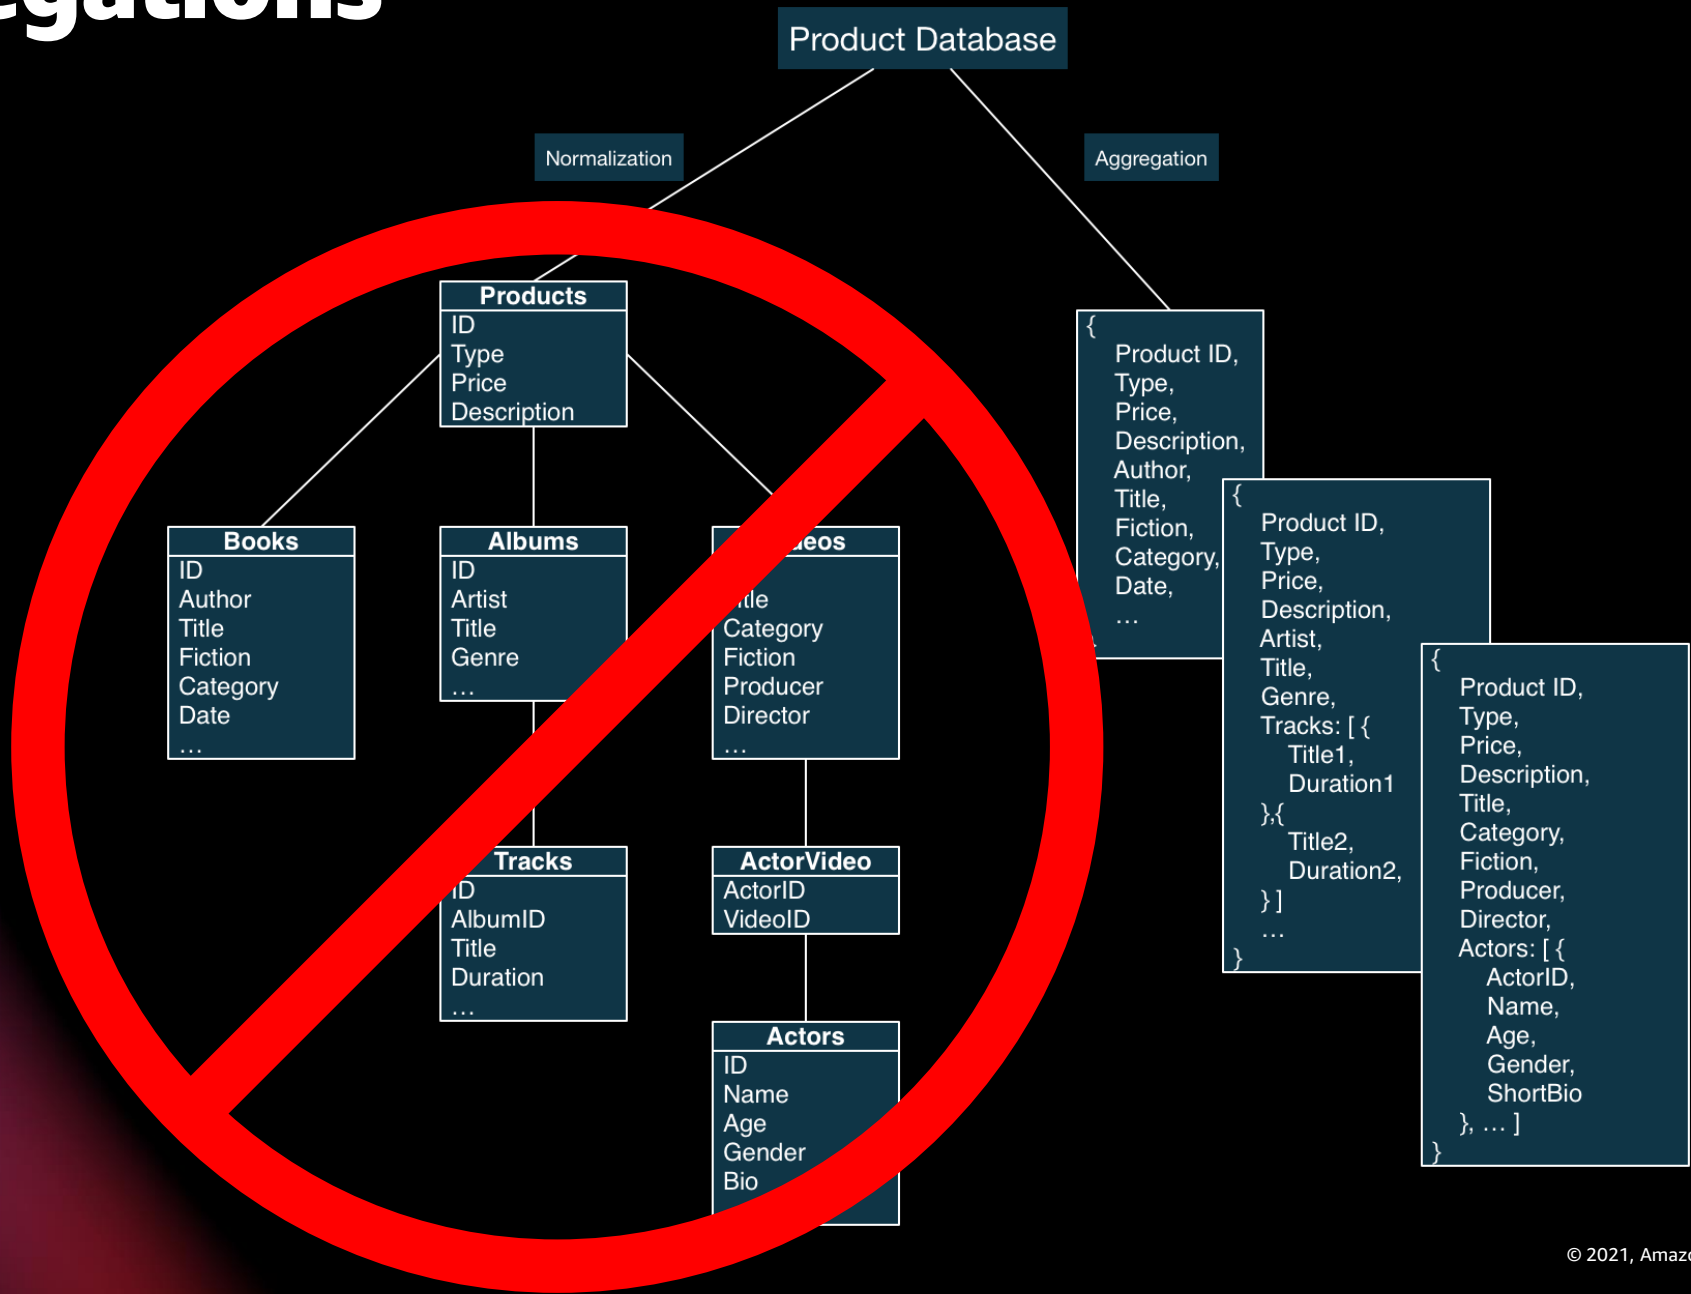 Product Database
Normalization
Aggregation
Products
ID
Type
Price
Description
Books
ID
Author
Title
Fiction
Category
Date
…
Albums
ID
Artist
Title
Genre
…
Category
Fiction
Producer
Director
…
Tracks
ID
AlbumID
Title
Duration
…
ActorVideo
ActorID
VideoID
Actors
ID
Name
Age
Gender
Bio
{
Product ID,
Type,
Price,
Description,
Author,
Title,
Fiction,
Category,
Date,
…
{
Product ID,
Type,
Price,
Description,
Artist,
Title,
Genre,
Tracks: [ {
Title1,
Duration1
},{
Title2,
Duration2,
} ]
…
}
{
Product ID,
Type,
Price,
Description,
Title,
Category,
Fiction,
Producer,
Director,
Actors: [ {
ActorID,
Name,
Age,
Gender,
ShortBio
}, … ]
}
© 2021,